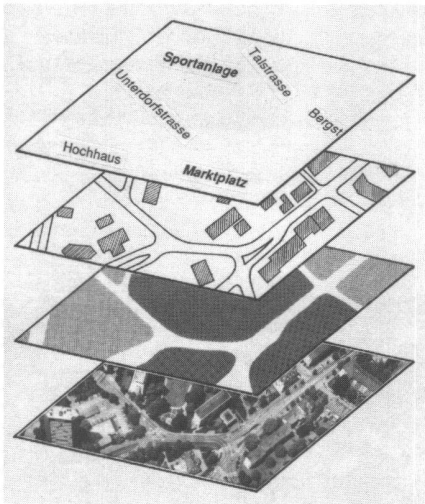 Sportanlage
Talstrasse
Unterdorfstrasse
Bergst
Hochhaus
Marktplatz